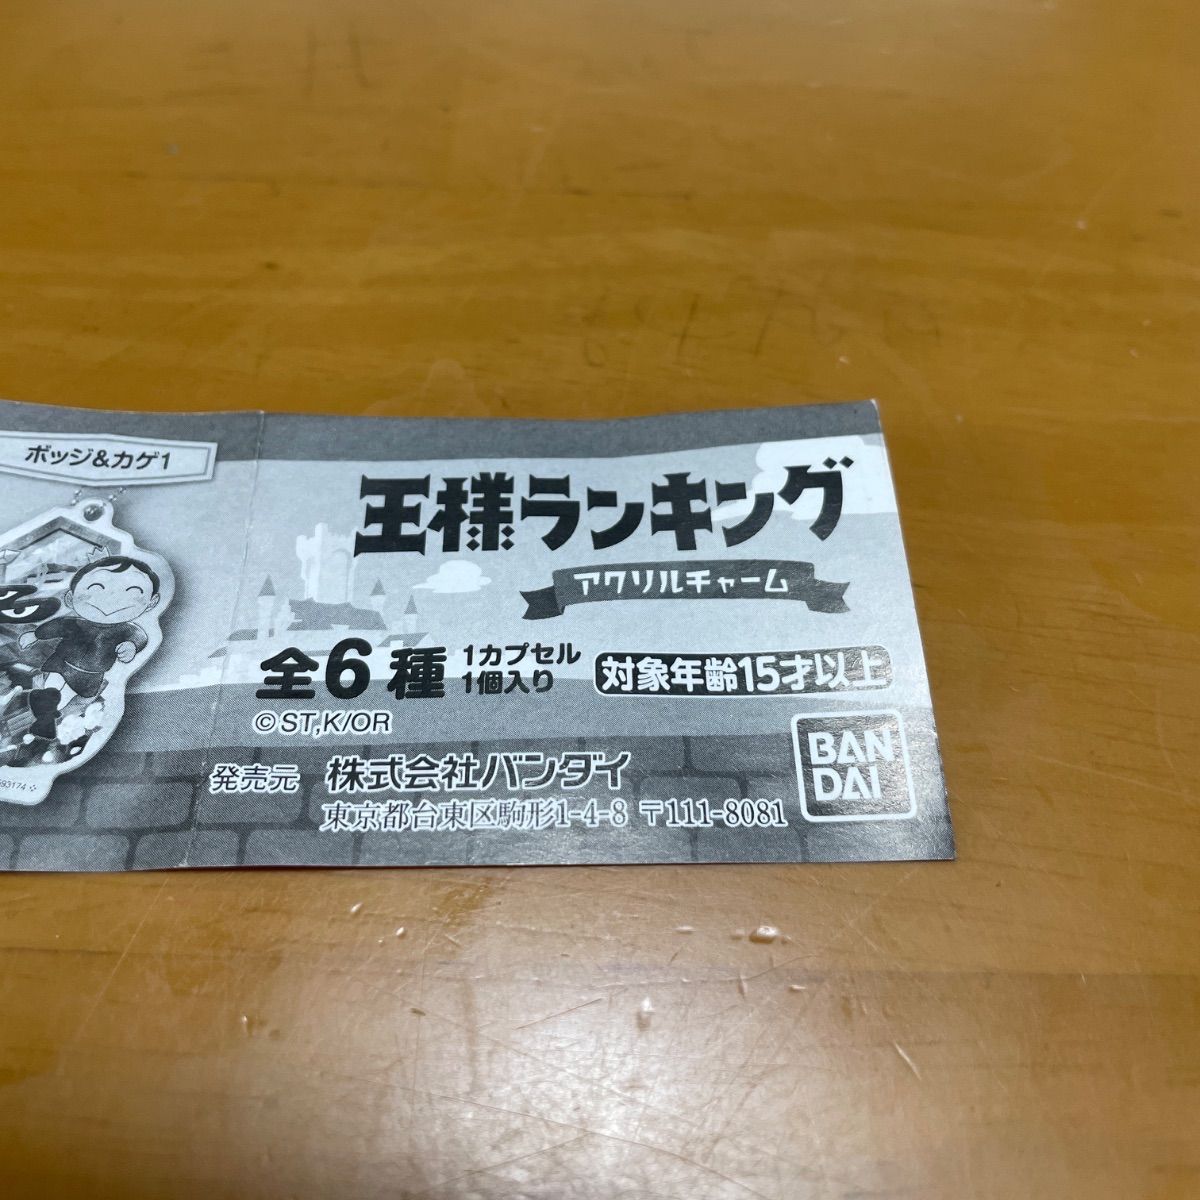 ボッジ&カゲ1
王様ランキング
アクリルチャーム
全6種 1カプセル
1個入り
対象年齢15才以上
©ST,K/OR
発売元 株式会社バンダイ
東京都台東区駒形1-4-8 〒111-8081
BAN
DAI
93174